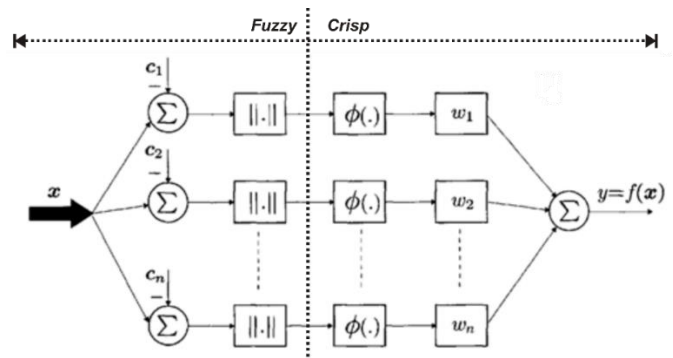 Fuzzy Crisp
c₁
−
Σ ||.|| ϕ(.) w₁
c₂
−
x Σ ||.|| ϕ(.) w₂ Σ y=f(x)
cₙ
−
Σ ||.|| ϕ(.) wₙ